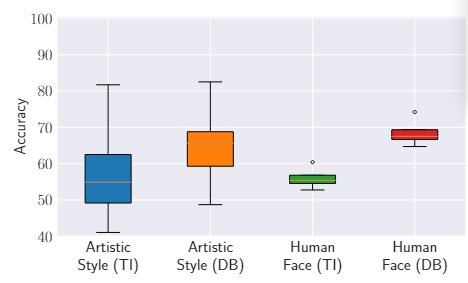 100
90
80
70
60
50
40
Accuracy
Artistic
Style (TI)
Artistic
Style (DB)
Human
Face (TI)
Human
Face (DB)